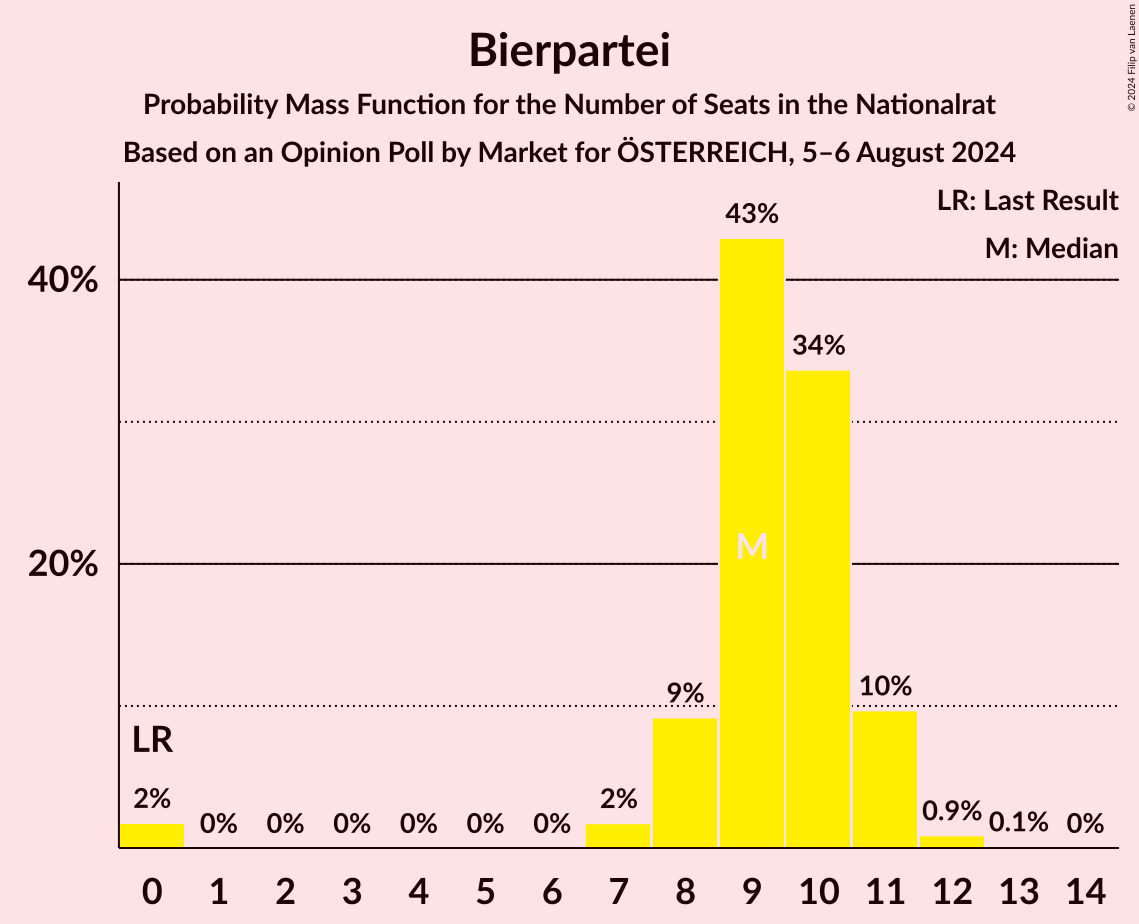 Bierpartei
Probability Mass Function for the Number of Seats in the Nationalrat
Based on an Opinion Poll by Market for ÖSTERREICH, 5–6 August 2024
© 2024 Filip van Laenen
LR: Last Result
M: Median
43%
40%
34%
M
20%
9%
10%
LR
2%
0%
0%
0%
0%
0%
0%
2%
0.9%
0.1%
0%
0 1 2 3 4 5 6 7 8 9 10 11 12 13 14